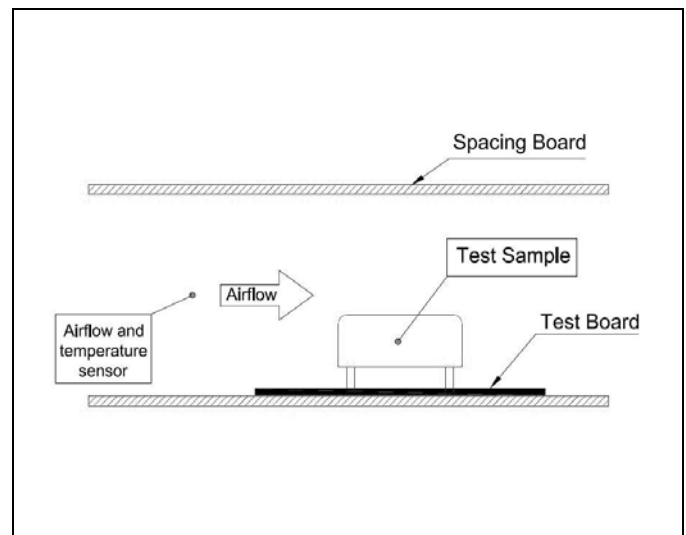 Spacing Board
Test Sample
Airflow
Test Board
Airflow and
temperature
sensor